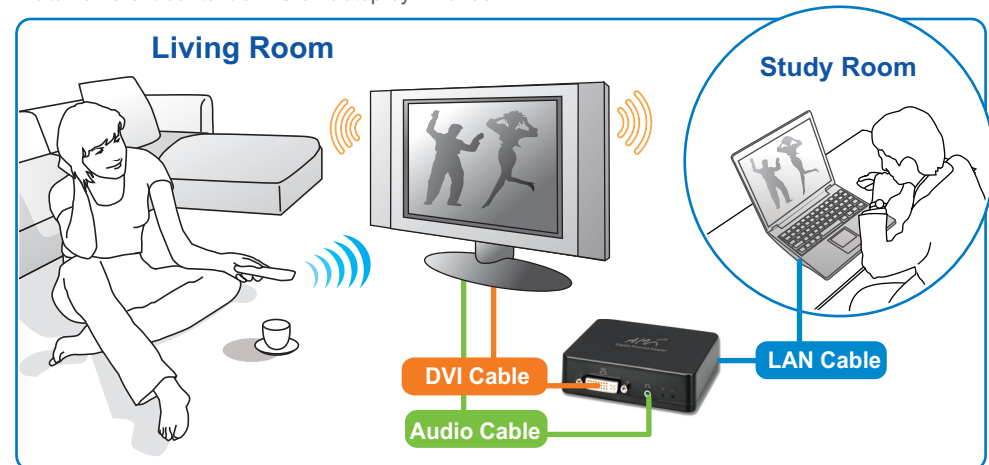 Living Room
Study Room
DVI Cable
LAN Cable
Audio Cable